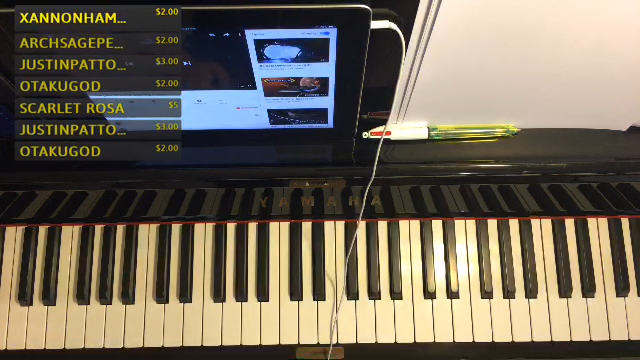 XANNONHAM... $2.00
ARCHSAGEPE... $2.00
JUSTINPATTO... $3.00
OTAKUGOD $2.00
SCARLET ROSA $5
JUSTINPATTO... $3.00
OTAKUGOD $2.00
YAMAHA